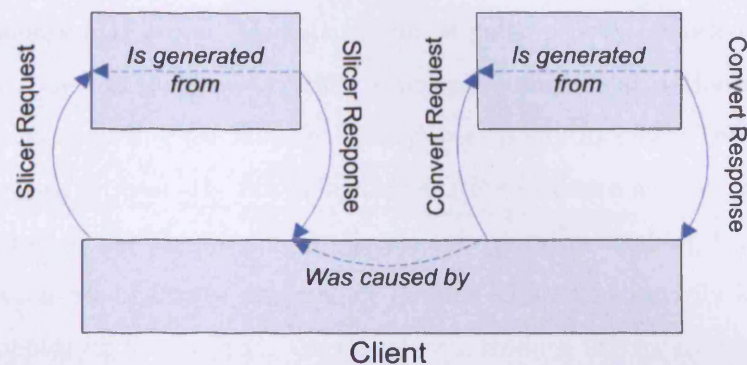 Slicer Request
Is generated
from
Slicer Response
Convert Request
Is generated
from
Convert Response
Was caused by
Client